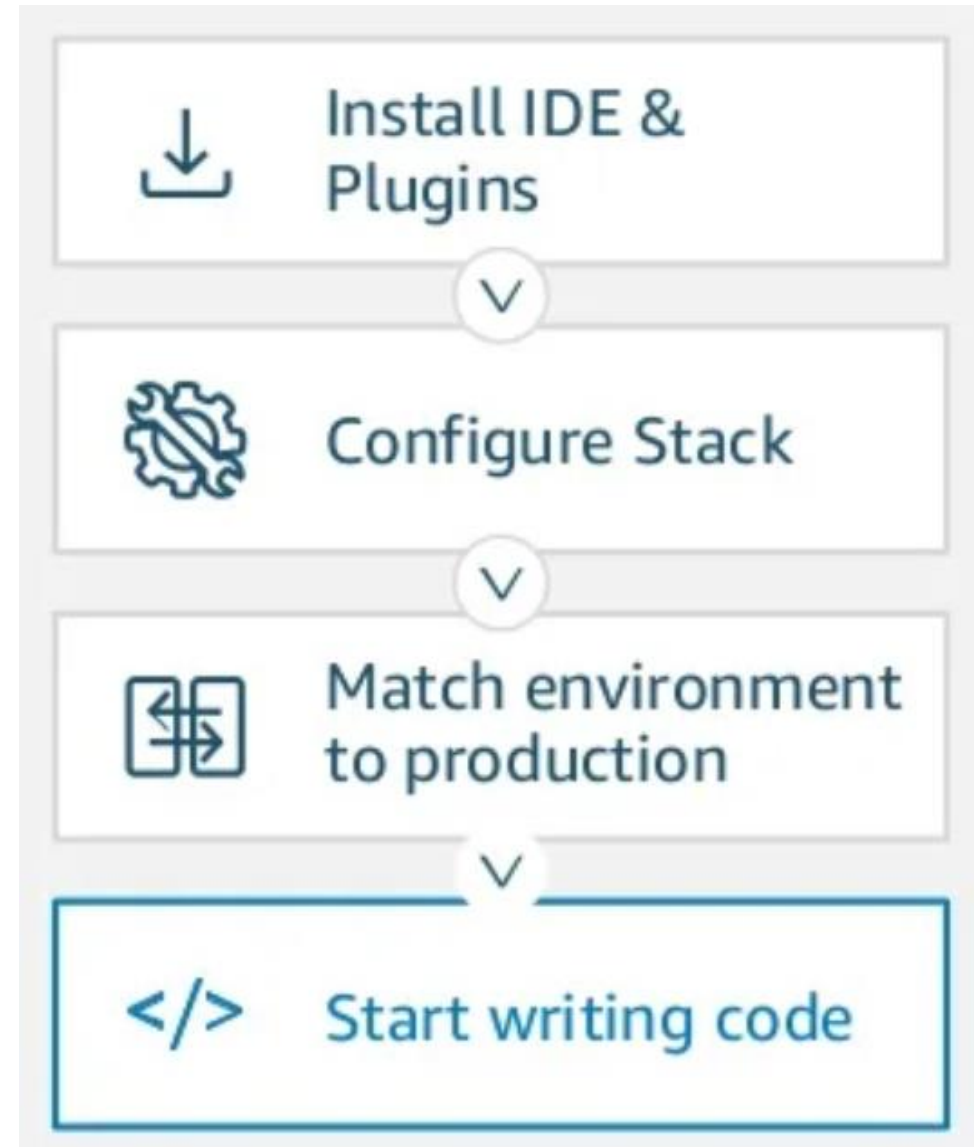 Install IDE &
Plugins
Configure Stack
Match environment
to production
</> Start writing code